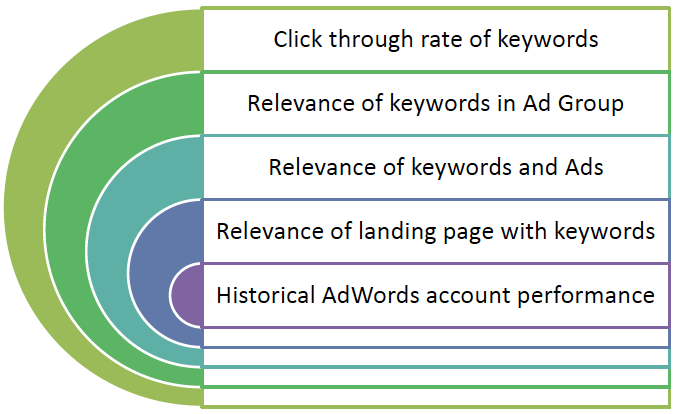 Click through rate of keywords
Relevance of keywords in Ad Group
Relevance of keywords and Ads
Relevance of landing page with keywords
Historical AdWords account performance